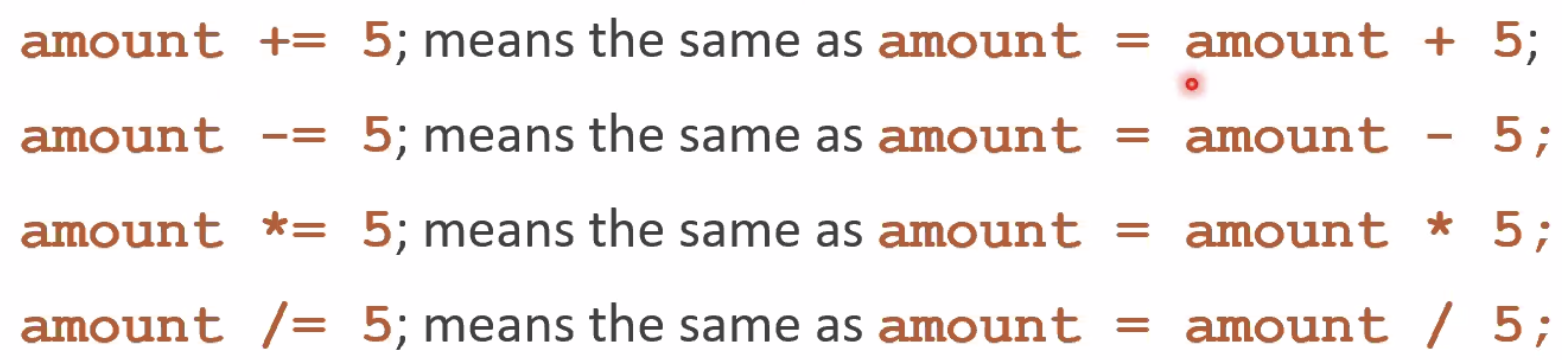 amount += 5; means the same as amount = amount + 5;
amount -= 5; means the same as amount = amount - 5;
amount *= 5; means the same as amount = amount * 5;
amount /= 5; means the same as amount = amount / 5;